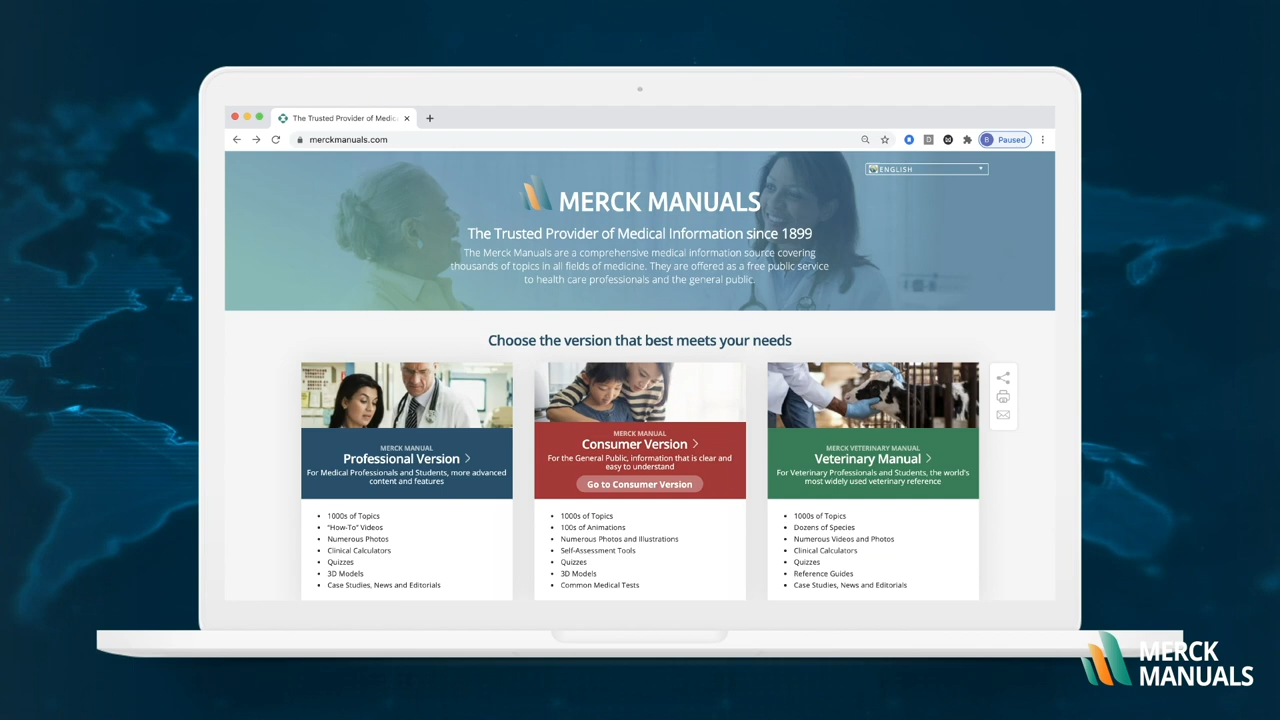 The Trusted Provider of Medic
merckmanuals.com
B Paused
ENGLISH
MERCK MANUALS
The Trusted Provider of Medical Information since 1899
The Merck Manuals are a comprehensive medical information source covering
thousands of topics in all fields of medicine. They are offered as a free public service
to health care professionals and the general public.
Choose the version that best meets your needs
MERCK MANUAL
Professional Version
For Medical Professionals and Students, more advanced
content and features
• 1000s of Topics
• "How-To" Videos
• Numerous Photos
• Clinical Calculators
• Quizzes
• 3D Models
• Case Studies, News and Editorials
MERCK MANUAL
Consumer Version
For the General Public, information that is clear and
easy to understand
Go to Consumer Version
• 1000s of Topics
• 100s of Animations
• Numerous Photos and Illustrations
• Self-Assessment Tools
• Quizzes
• 3D Models
• Common Medical Tests
MERCK VETERINARY MANUAL
Veterinary Manual
For Veterinary Professionals and Students, the world's
most widely used veterinary reference
• 1000s of Topics
• Dozens of Species
• Numerous Videos and Photos
• Clinical Calculators
• Quizzes
• Reference Guides
• Case Studies, News and Editorials
MERCK
MANUALS